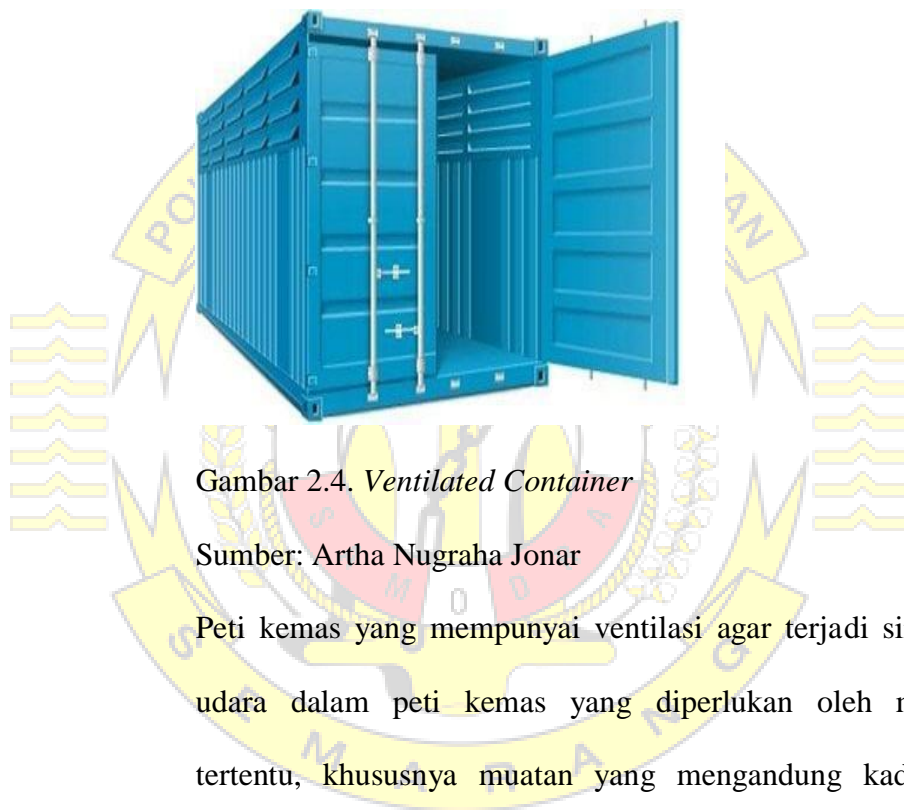 Gambar 2.4. Ventilated Container
Sumber: Artha Nugraha Jonar
Peti kemas yang mempunyai ventilasi agar terjadi si
udara dalam peti kemas yang diperlukan oleh
tertentu, khususnya muatan yang mengandung kad
SEMARANG